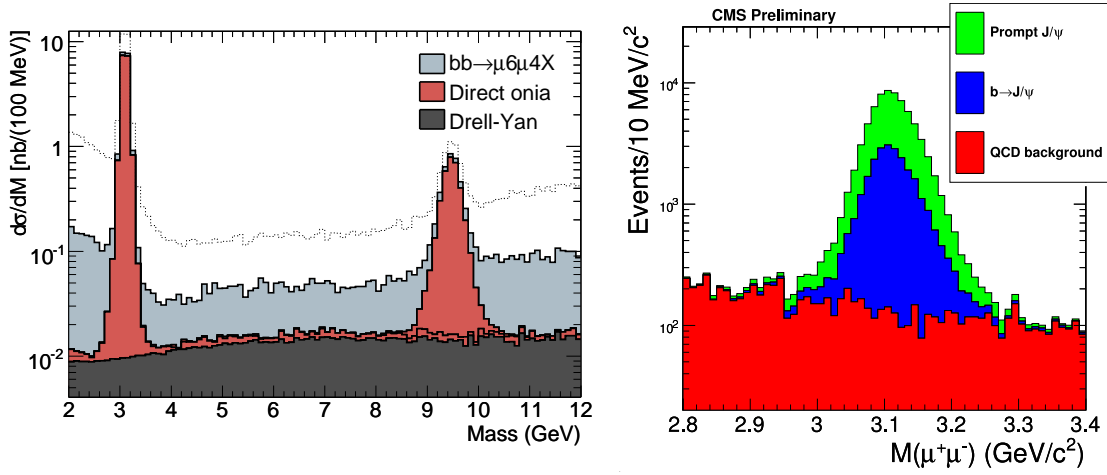 dσ/dM [nb/(100 MeV)]
10
1
10⁻¹
10⁻²
bb→μ6μ4X
Direct onia
Drell-Yan
2 3 4 5 6 7 8 9 10 11 12
Mass (GeV)
CMS Preliminary
Events/10 MeV/c²
10⁴
10³
10²
Prompt J/ψ
b→J/ψ
QCD background
2.8 2.9 3 3.1 3.2 3.3 3.4
M(μ⁺μ⁻) (GeV/c²)